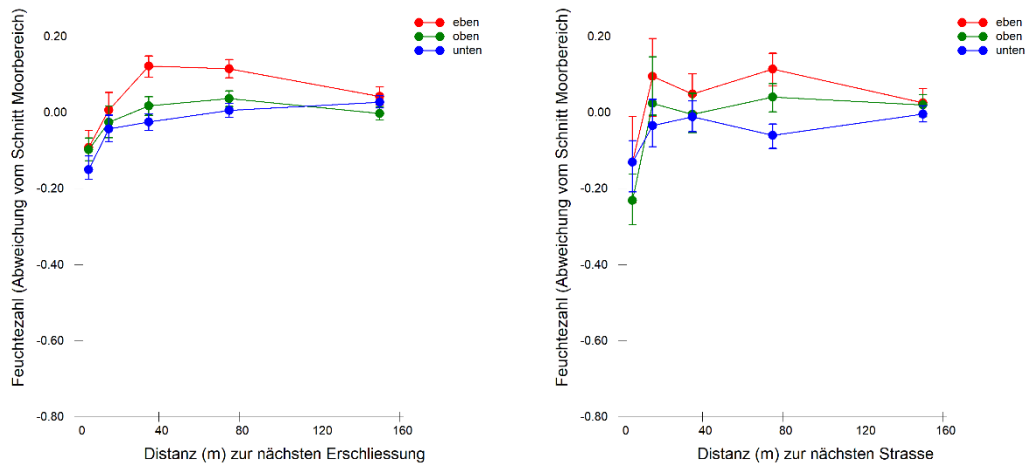 Feuchtezahl (Abweichung vom Schnitt Moorbereich)
0.20
0.00
-0.20
-0.40
-0.60
-0.80
0
40
80
120
160
Distanz (m) zur nächsten Erschliessung
eben
oben
unten
Feuchtezahl (Abweichung vom Schnitt Moorbereich)
0.20
0.00
-0.20
-0.40
-0.60
-0.80
0
40
80
120
160
Distanz (m) zur nächsten Strasse
eben
oben
unten